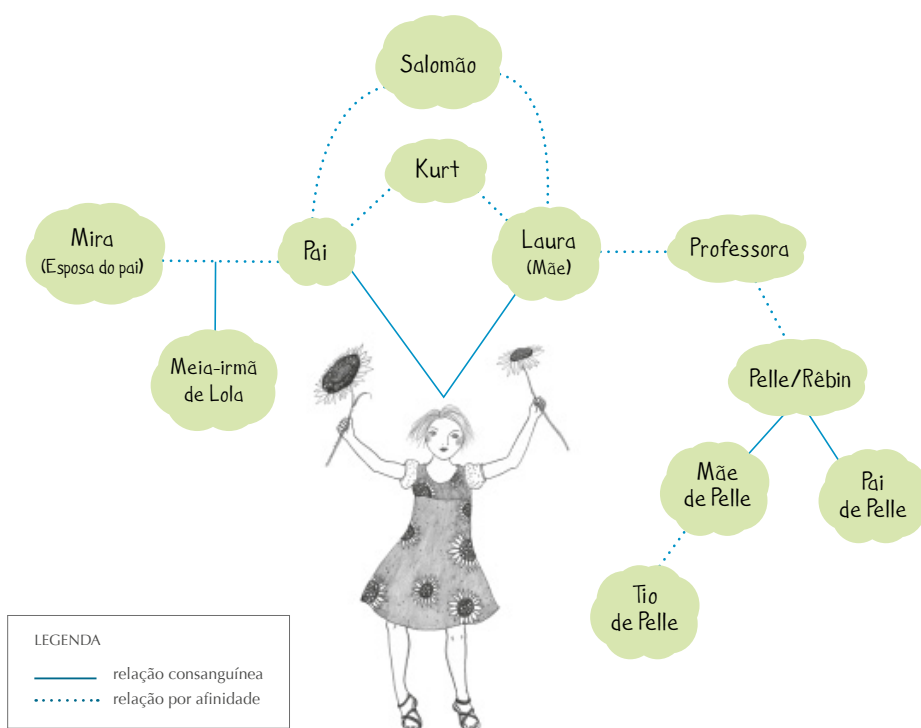 Salomão
Kurt
Mira
(Esposa do pai)
Pai
Laura
(Mãe)
Professora
Meia-irmã
de Lola
Pelle/Rêbin
Mãe
de Pelle
Pai
de Pelle
Tio
de Pelle
LEGENDA
relação consanguínea
relação por afinidade